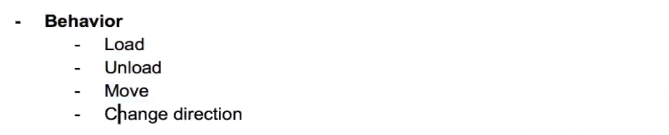 - Behavior
- Load
- Unload
- Move
- Change direction